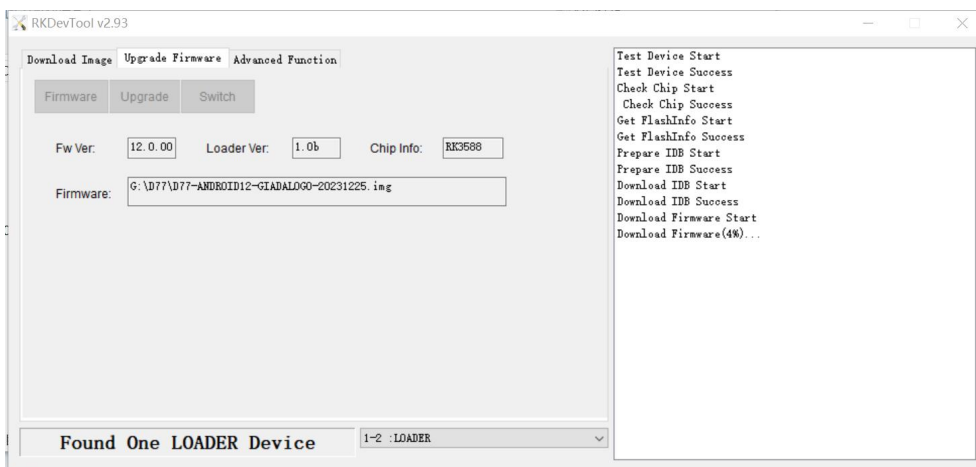 RKDevTool v2.93
Download Image Upgrade Firmware Advanced Function
Firmware Upgrade Switch
Fw Ver: 12.0.00 Loader Ver: 1.0b Chip Info: RK3588
Firmware: G:\D77\D77-ANDROID12-GIADALOGO-20231225.img
Found One LOADER Device
1-2 :LOADER
Test Device Start
Test Device Success
Check Chip Start
Check Chip Success
Get FlashInfo Start
Get FlashInfo Success
Prepare IDB Start
Prepare IDB Success
Download IDB Start
Download IDB Success
Download Firmware Start
Download Firmware(4%)...